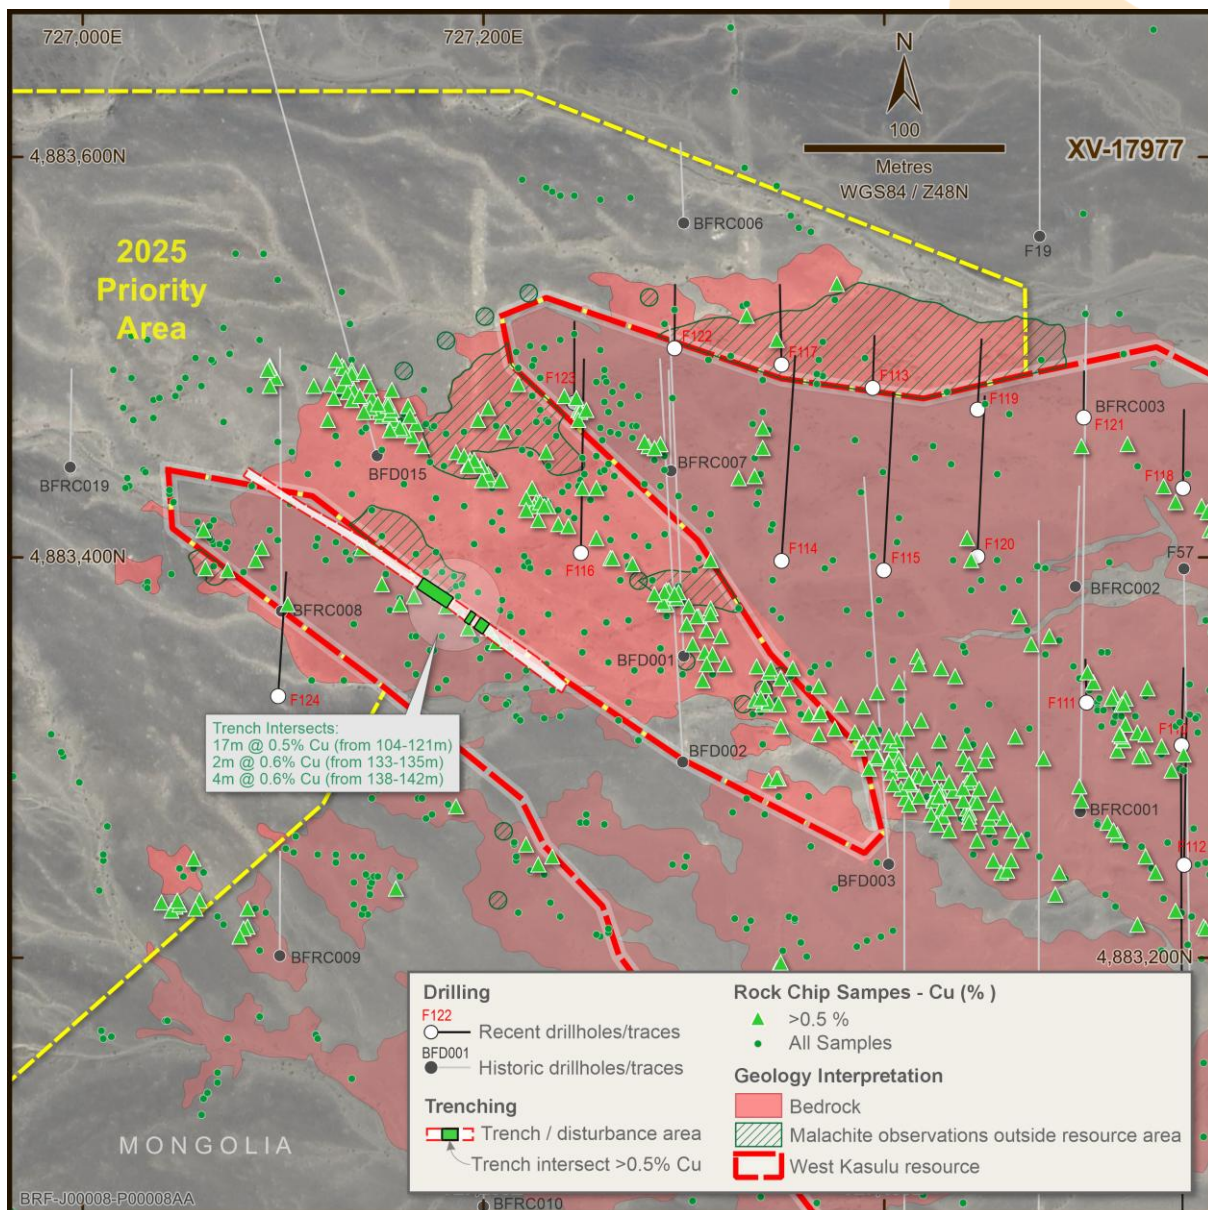 727,000E
727,200E
N
100
Metres
WGS84 / Z48N
XV-17977
4,883,600N
BFRC006
F19
2025
Priority
Area
F122
F117
F123
F113
F119
BFRC003
F121
BFRC019
BFD015
BFRC007
F118
4,883,400N
F116
F114
F115
F120
F57
BFRC002
BFRC008
BFD001
F124
F111
Trench Intersects:
17m @ 0.5% Cu (from 104-121m)
2m @ 0.6% Cu (from 133-135m)
4m @ 0.6% Cu (from 138-142m)
BFD002
BFRC001
F112
BFD003
BFRC009
4,883,200N
Drilling
F122
Recent drillholes/traces
BFD001
Historic drillholes/traces
Trenching
Trench / disturbance area
Trench intersect >0.5% Cu
Rock Chip Sampes - Cu (% )
>0.5 %
All Samples
Geology Interpretation
Bedrock
Malachite observations outside resource area
West Kasulu resource
MONGOLIA
BRF-J00008-P00008AA
BFRC010